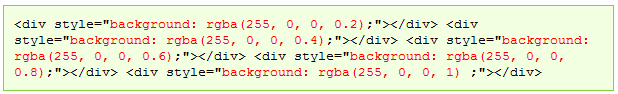 <div style="background: rgba(255, 0, 0, 0.2);"></div> <div
style="background: rgba(255, 0, 0, 0.4);"></div> <div style="background:
rgba(255, 0, 0, 0.6);"></div> <div style="background: rgba(255, 0, 0,
0.8);"></div> <div style="background: rgba(255, 0, 0, 1) ;"></div>